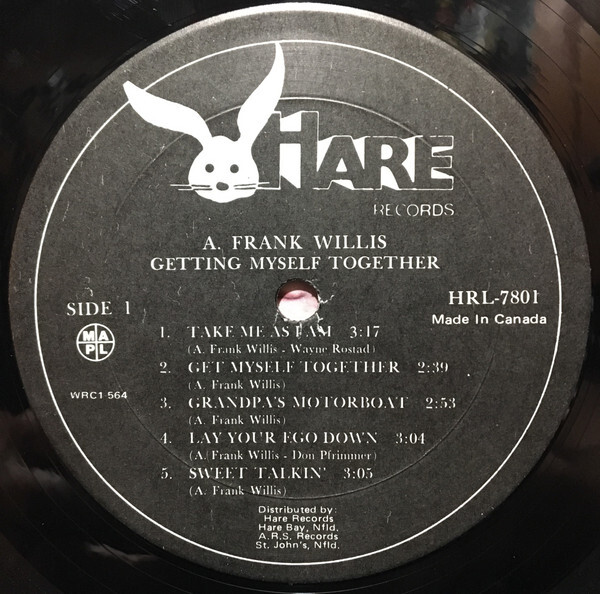 HARE
RECORDS
A. FRANK WILLIS
GETTING MYSELF TOGETHER
SIDE 1
HRL-7801
Made In Canada
MAPL
WRC1-564
1. TAKE ME AS I AM 3:17
(A. Frank Willis - Wayne Rostad)
2. GET MYSELF TOGETHER 2:39
(A. Frank Willis)
3. GRANDPA'S MOTORBOAT 2:53
(A. Frank Willis)
4. LAY YOUR EGO DOWN 3:04
(A. Frank Willis - Don Pfrimmer)
5. SWEET TALKIN' 3:05
(A. Frank Willis)
Distributed by:
Hare Records
Hare Bay, Nfld.
A.R.S. Records
St. John's, Nfld.